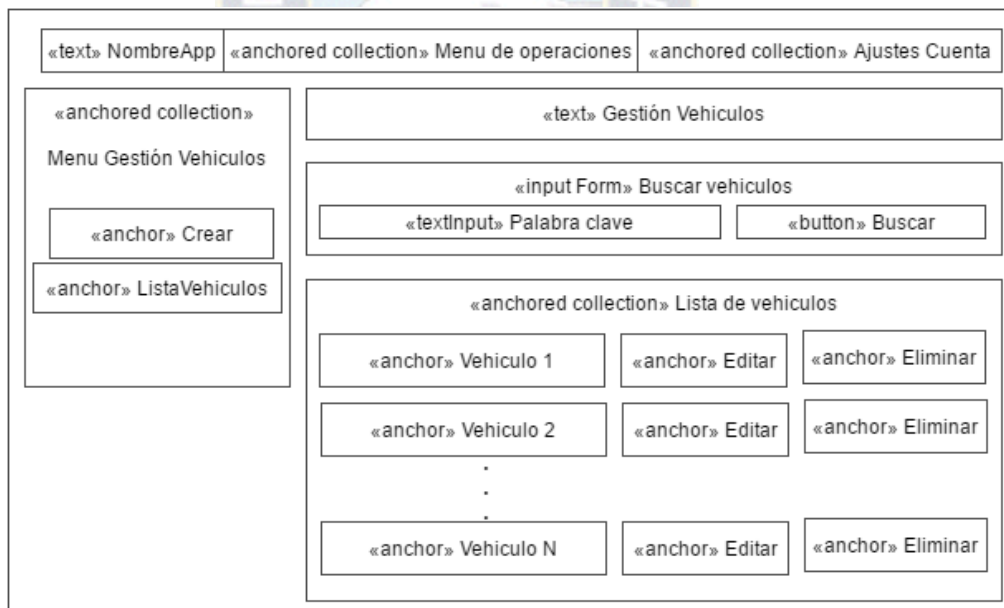 «text» NombreApp «anchored collection» Menu de operaciones «anchored collection» Ajustes Cuenta
«anchored collection»
Menu Gestión Vehiculos
«anchor» Crear
«anchor» ListaVehiculos
«text» Gestión Vehiculos
«input Form» Buscar vehiculos
«textInput» Palabra clave «button» Buscar
«anchored collection» Lista de vehiculos
«anchor» Vehiculo 1 «anchor» Editar «anchor» Eliminar
«anchor» Vehiculo 2 «anchor» Editar «anchor» Eliminar
.
.
.
«anchor» Vehiculo N «anchor» Editar «anchor» Eliminar